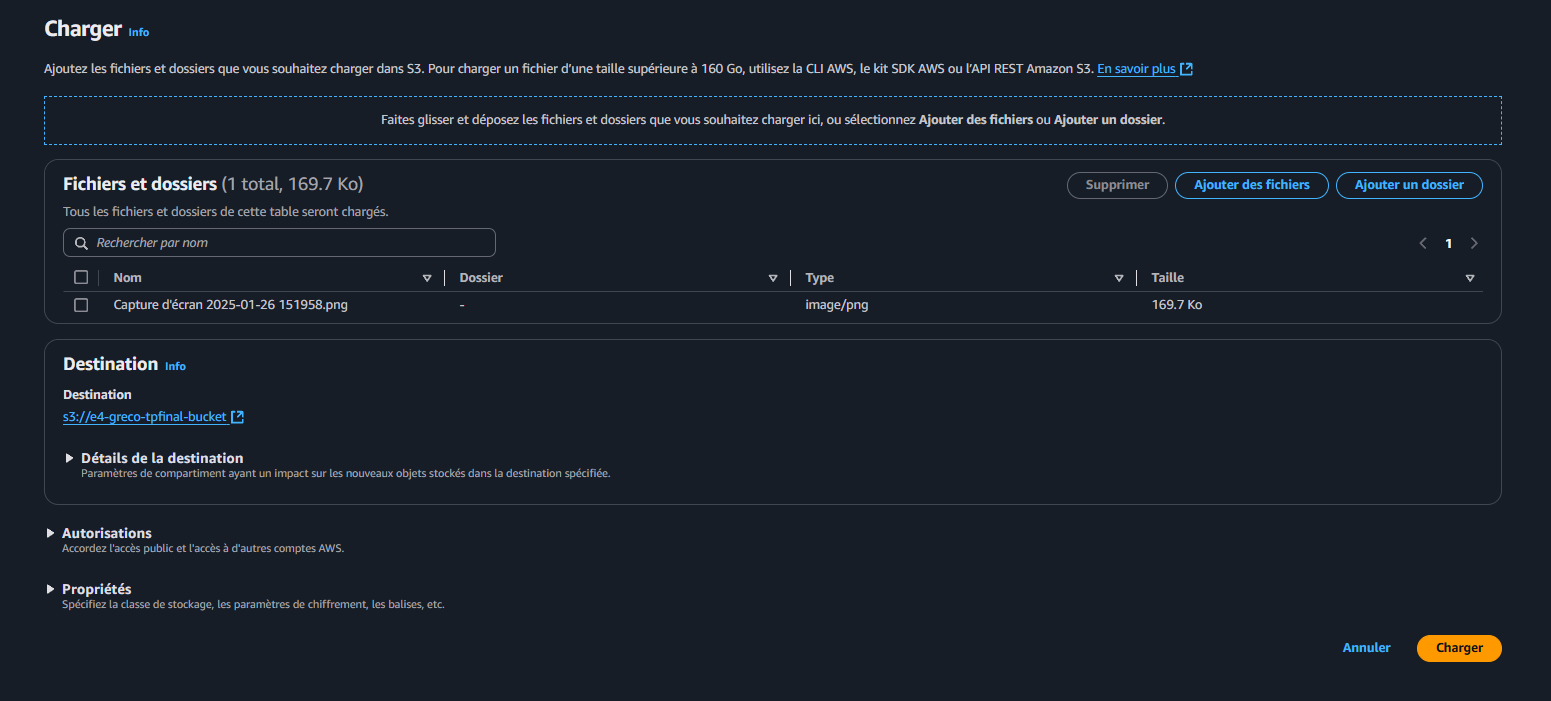 Charger Info
Ajoutez les fichiers et dossiers que vous souhaitez charger dans S3. Pour charger un fichier d'une taille supérieure à 160 Go, utilisez la CLI AWS, le kit SDK AWS ou l'API REST Amazon S3. En savoir plus
Faites glisser et déposez les fichiers et dossiers que vous souhaitez charger ici, ou sélectionnez Ajouter des fichiers ou Ajouter un dossier.
Fichiers et dossiers (1 total, 169.7 Ko) Supprimer Ajouter des fichiers Ajouter un dossier
Tous les fichiers et dossiers de cette table seront chargés.
Rechercher par nom 1
Nom Dossier Type Taille
Capture d'écran 2025-01-26 151958.png - image/png 169.7 Ko
Destination Info
Destination
s3://e4-greco-tpfinal-bucket
Détails de la destination
Paramètres de compartiment ayant un impact sur les nouveaux objets stockés dans la destination spécifiée.
Autorisations
Accordez l'accès public et l'accès à d'autres comptes AWS.
Propriétés
Spécifiez la classe de stockage, les paramètres de chiffrement, les balises, etc.
Annuler Charger